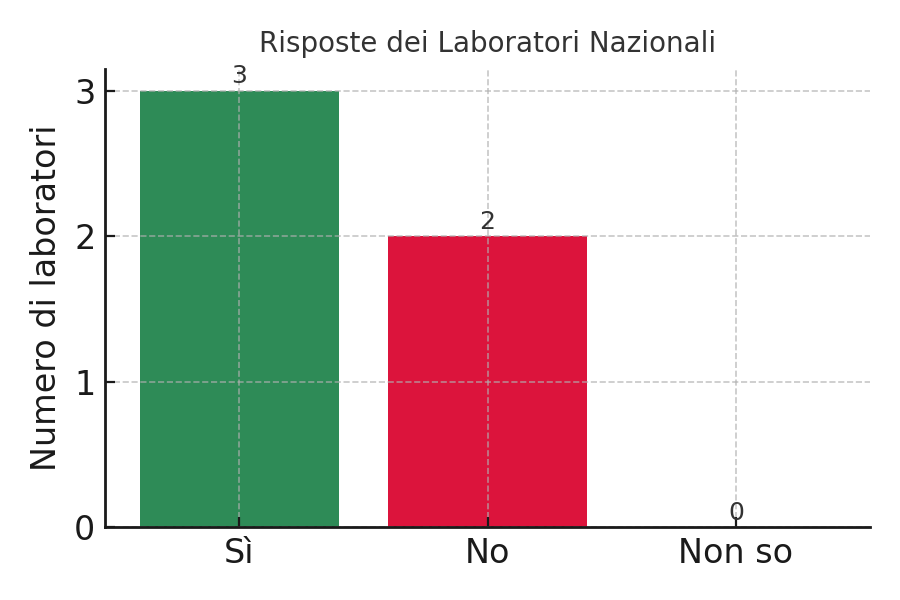 Risposte dei Laboratori Nazionali
Numero di laboratori
3
2
1
0
3
2
0
Sì
No
Non so